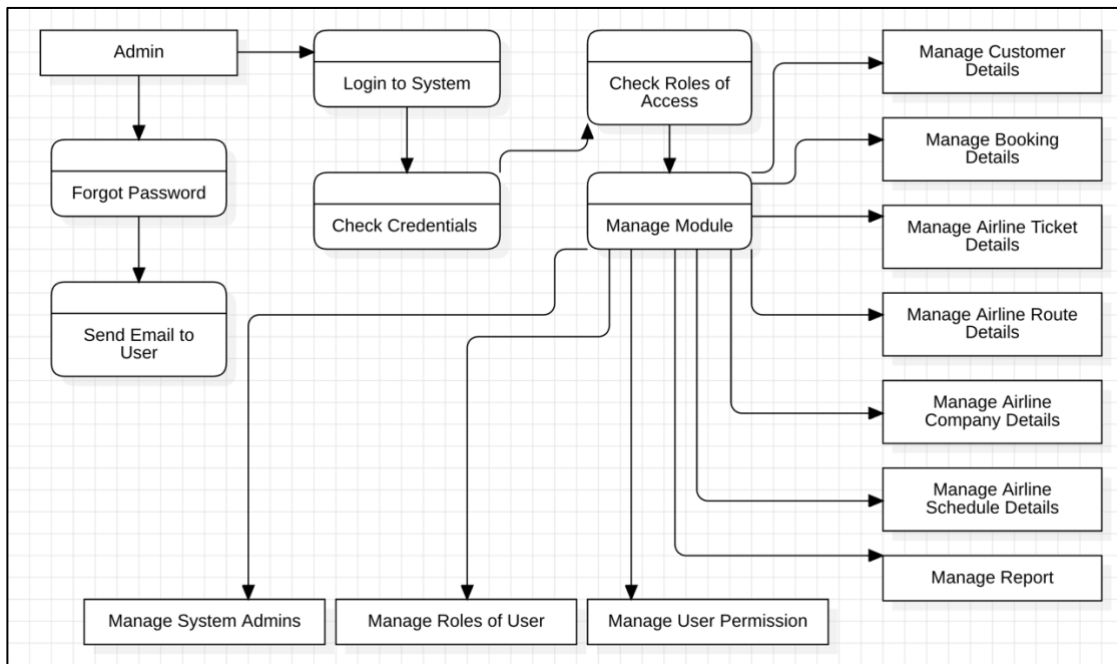 Admin
Login to System
Check Roles of
Access
Manage Customer
Details
Forgot Password
Check Credentials
Manage Module
Manage Booking
Details
Manage Airline Ticket
Details
Send Email to
User
Manage Airline Route
Details
Manage Airline
Company Details
Manage Airline
Schedule Details
Manage Report
Manage System Admins
Manage Roles of User
Manage User Permission